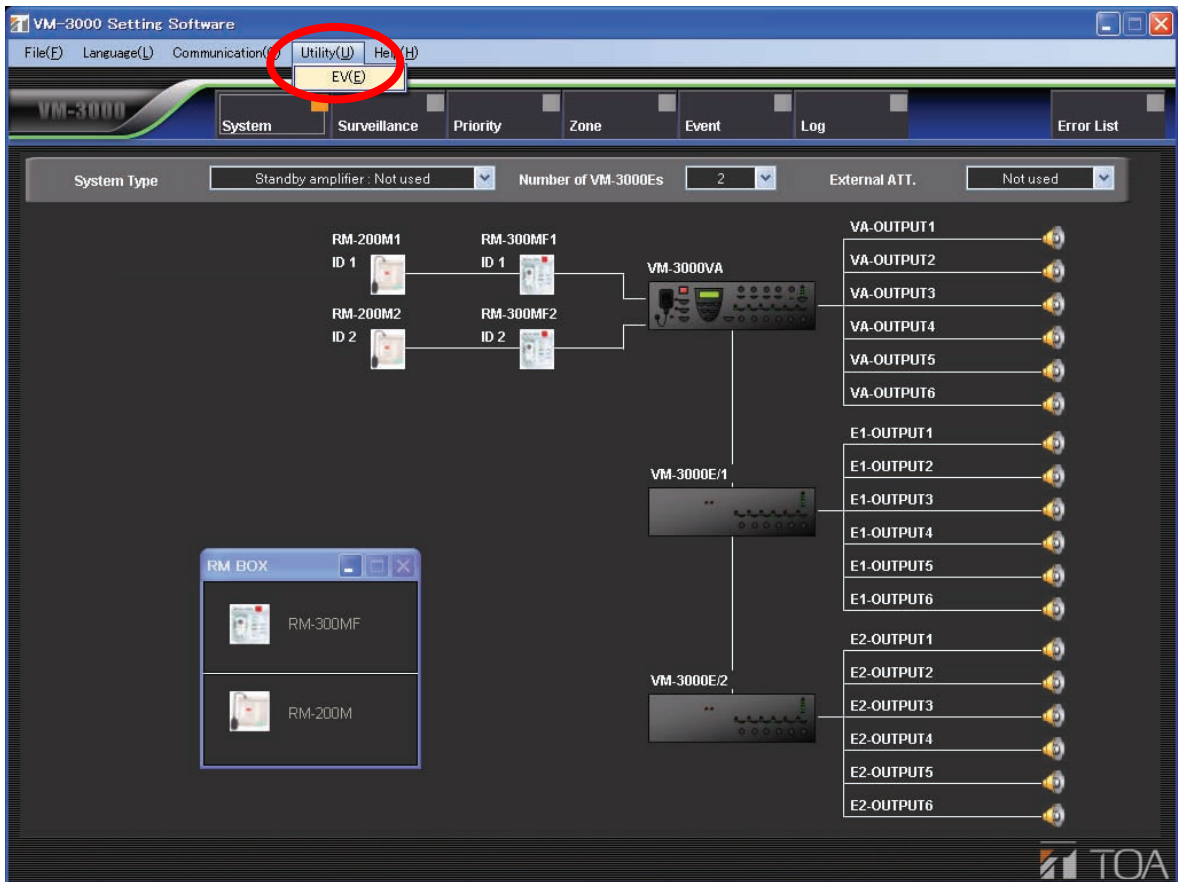 VM-3000 Setting Software
File(F) Language(L) Communication( ) Utility(U) Help(H)
EV(E)
VM-3000
System Surveillance Priority Zone Event Log Error List
System Type Standby amplifier : Not used Number of VM-3000Es 2 External ATT. Not used
RM-200M1 RM-300MF1
ID 1 ID 1
RM-200M2 RM-300MF2
ID 2 ID 2
VM-3000VA
VA-OUTPUT1
VA-OUTPUT2
VA-OUTPUT3
VA-OUTPUT4
VA-OUTPUT5
VA-OUTPUT6
VM-3000E/1
E1-OUTPUT1
E1-OUTPUT2
E1-OUTPUT3
E1-OUTPUT4
E1-OUTPUT5
E1-OUTPUT6
VM-3000E/2
E2-OUTPUT1
E2-OUTPUT2
E2-OUTPUT3
E2-OUTPUT4
E2-OUTPUT5
E2-OUTPUT6
RM BOX
RM-300MF
RM-200M
TOA